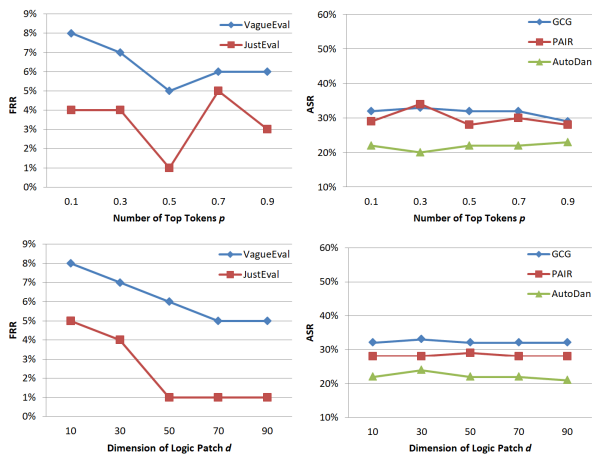 9%
8%
7%
6%
5%
4%
3%
2%
1%
0%
FRR
VagueEval
JustEval
0.1 0.3 0.5 0.7 0.9
Number of Top Tokens p
60%
50%
40%
30%
20%
10%
ASR
GCG
PAIR
AutoDan
0.1 0.3 0.5 0.7 0.9
Number of Top Tokens p
9%
8%
7%
6%
5%
4%
3%
2%
1%
0%
FRR
VagueEval
JustEval
10 30 50 70 90
Dimension of Logic Patch d
60%
50%
40%
30%
20%
10%
ASR
GCG
PAIR
AutoDan
10 30 50 70 90
Dimension of Logic Patch d